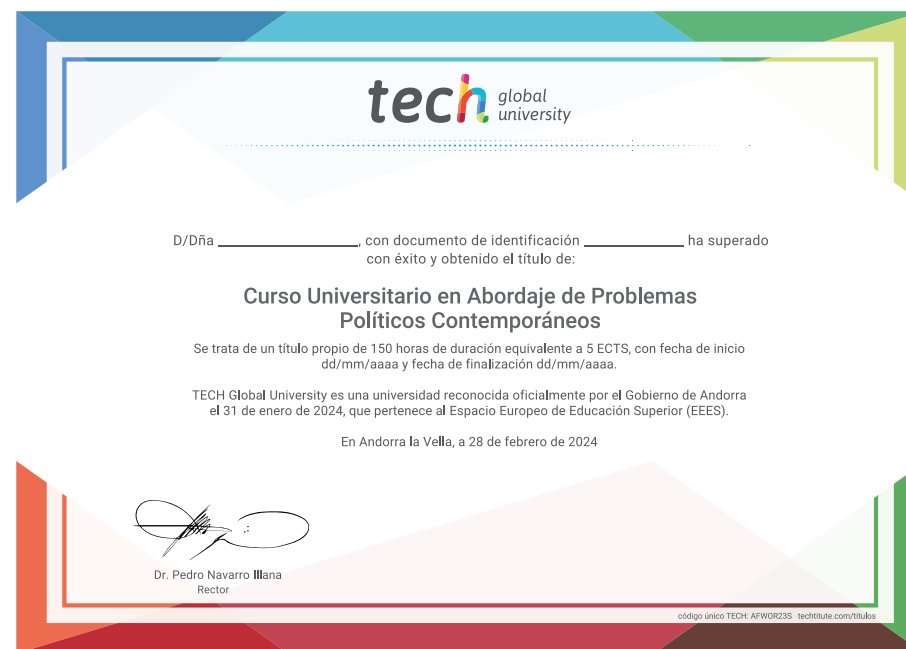 tech global university
D/Dña ____________________, con documento de identificación ______________ ha superado
con éxito y obtenido el título de:
Curso Universitario en Abordaje de Problemas
Políticos Contemporáneos
Se trata de un título propio de 150 horas de duración equivalente a 5 ECTS, con fecha de inicio
dd/mm/aaaa y fecha de finalización dd/mm/aaaa.
TECH Global University es una universidad reconocida oficialmente por el Gobierno de Andorra
el 31 de enero de 2024, que pertenece al Espacio Europeo de Educación Superior (EEES).
En Andorra la Vella, a 28 de febrero de 2024
Dr. Pedro Navarro Illana
Rector
código único TECH: AFWOR23S techtitute.com/titulos